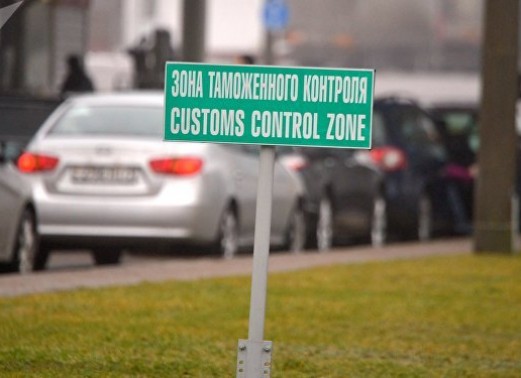 ЗОНА ТАМОЖЕННОГО КОНТРОЛЯ
CUSTOMS CONTROL ZONE